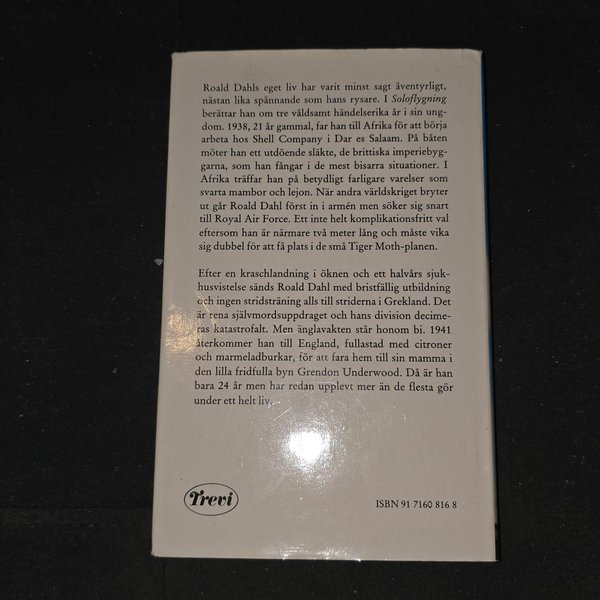 Roald Dahls eget liv har varit minst sagt äventyrligt,
nästan lika spännande som hans rysare. I Soloflygning
berättar han om tre våldsamt händelserika år i sin ung-
dom. 1938, 21 år gammal, far han till Afrika för att börja
arbeta hos Shell Company i Dar es Salaam. På båten
möter han ett utdöende släkte, de brittiska imperiebyg-
garna, som han fångar i de mest bisarra situationer. I
Afrika träffar han på betydligt farligare varelser som
svarta mambor och lejon. När andra världskriget bryter
ut går Roald Dahl först in i armén men söker sig snart
till Royal Air Force. Ett inte helt komplikationsfritt val
eftersom han är närmare två meter lång och måste vika
sig dubbel för att få plats i de små Tiger Moth-planen.
Efter en kraschlandning i öknen och ett halvårs sjuk-
husvistelse sänds Roald Dahl med bristfällig utbildning
och ingen stridsträning alls till striderna i Grekland. Det
är rena självmordsuppdraget och hans division decime-
ras katastrofalt. Men änglavakten står honom bi. 1941
återkommer han till England, fullastad med citroner
och marmeladburkar, för att fara hem till sin mamma i
den lilla fridfulla byn Grendon Underwood. Då är han
bara 24 år men har redan upplevt mer än de flesta gör
under ett helt liv.
Trevi
ISBN 91 7160 816 8